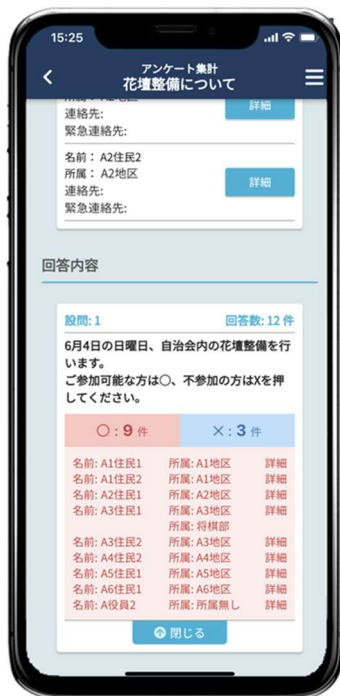 15:25
アンケート集計
花壇整備について
詳細
連絡先:
緊急連絡先:
名前： A2住民2
所属： A2地区
詳細
連絡先:
緊急連絡先:
回答内容
設問: 1 回答数: 12 件
6月4日の日曜日、自治会内の花壇整備を行
います。
ご参加可能な方は〇、不参加の方はXを押
してください。
〇 : 9 件 × : 3 件
名前: A1住民1 所属: A1地区 詳細
名前: A1住民2 所属: A1地区 詳細
名前: A2住民1 所属: A2地区 詳細
名前: A3住民1 所属: A3地区 詳細
所属: 将棋部
名前: A3住民2 所属: A3地区 詳細
名前: A4住民2 所属: A4地区 詳細
名前: A5住民1 所属: A5地区 詳細
名前: A6住民1 所属: A6地区 詳細
名前: A役員2 所属: 所属無し 詳細
閉じる